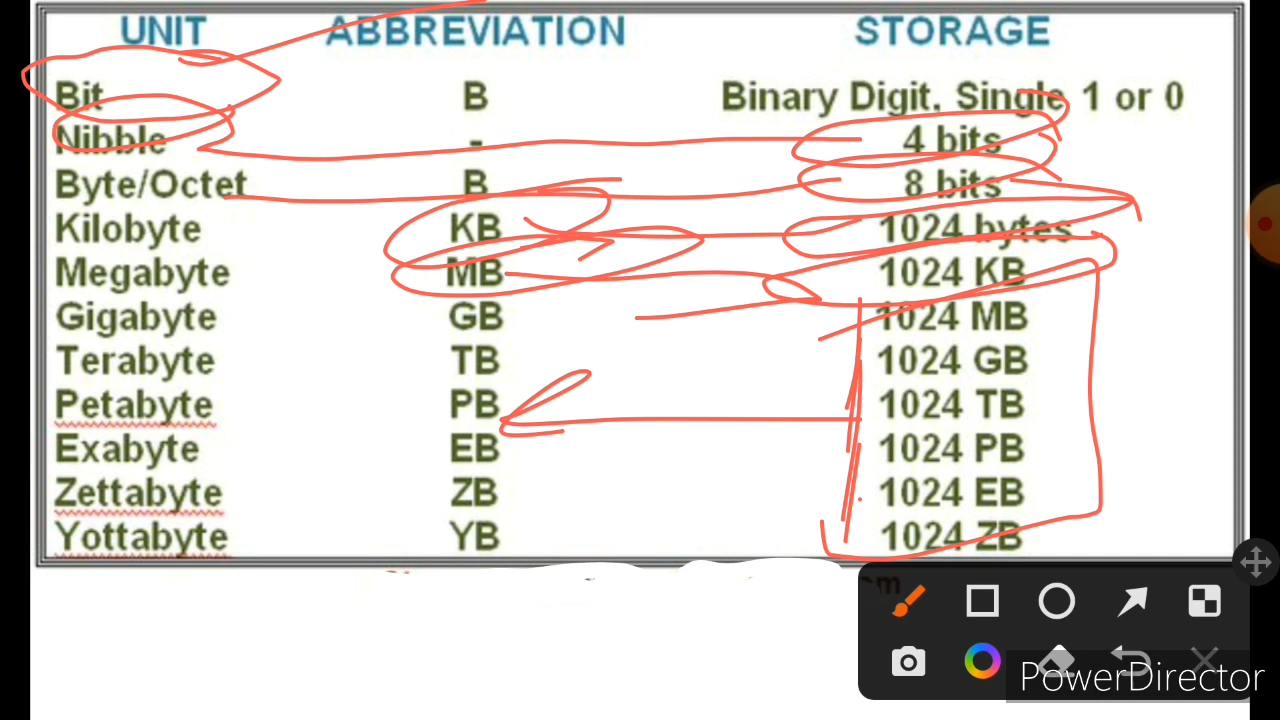 UNIT ABBREVIATION STORAGE
Bit B Binary Digit. Single 1 or 0
Nibble - 4 bits
Byte/Octet B 8 bits
Kilobyte KB 1024 bytes
Megabyte MB 1024 KB
Gigabyte GB 1024 MB
Terabyte TB 1024 GB
Petabyte PB 1024 TB
Exabyte EB 1024 PB
Zettabyte ZB 1024 EB
Yottabyte YB 1024 ZB
PowerDirector